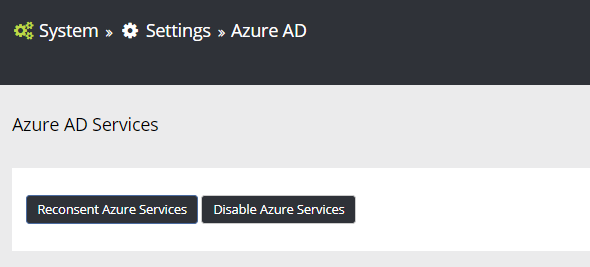 System » Settings » Azure AD
Azure AD Services
Reconsent Azure Services Disable Azure Services